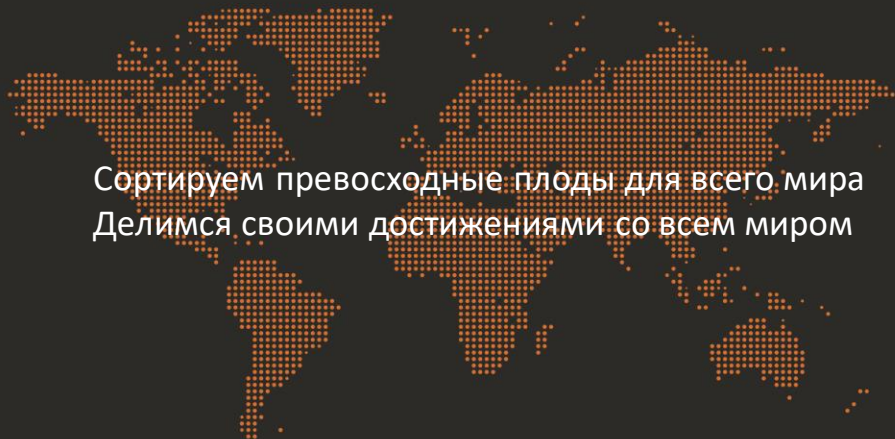 Сортируем превосходные плоды для всего мира
Делимся своими достижениями со всем миром